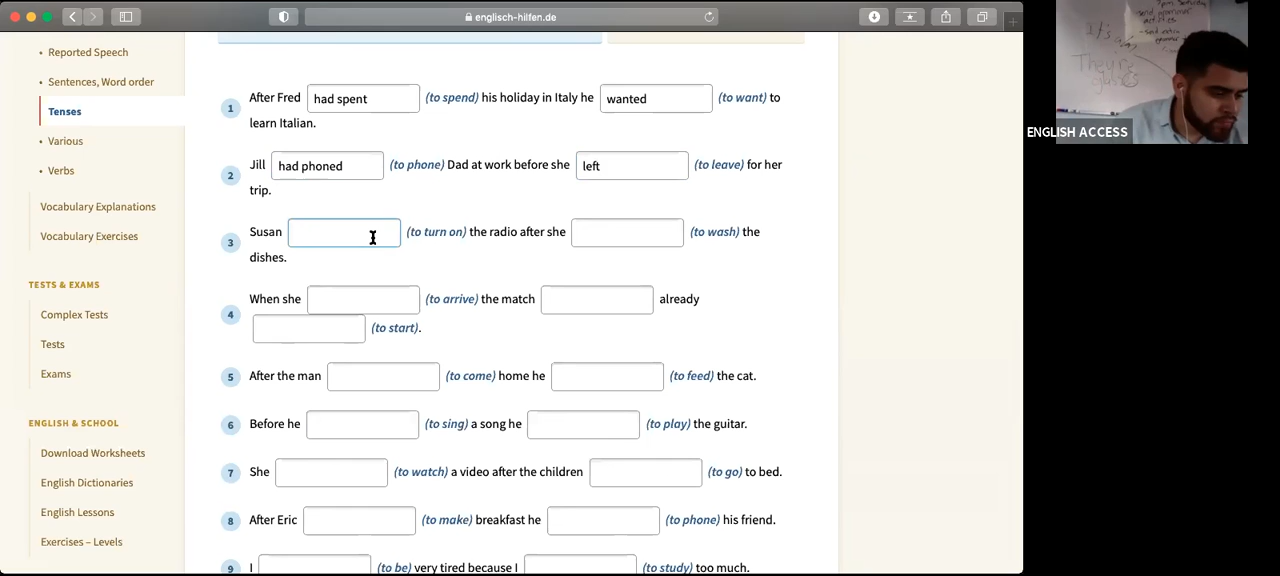 englisch-hilfen.de
Reported Speech
Sentences, Word order
Tenses
Various
Verbs
Vocabulary Explanations
Vocabulary Exercises
TESTS & EXAMS
Complex Tests
Tests
Exams
ENGLISH & SCHOOL
Download Worksheets
English Dictionaries
English Lessons
Exercises – Levels
1 After Fred had spent (to spend) his holiday in Italy he wanted (to want) to
learn Italian.
2 Jill had phoned (to phone) Dad at work before she left (to leave) for her
trip.
3 Susan (to turn on) the radio after she (to wash) the
dishes.
4 When she (to arrive) the match already
(to start).
5 After the man (to come) home he (to feed) the cat.
6 Before he (to sing) a song he (to play) the guitar.
7 She (to watch) a video after the children (to go) to bed.
8 After Eric (to make) breakfast he (to phone) his friend.
9 I (to be) very tired because I (to study) too much.
It's
They're
ENGLISH ACCESS